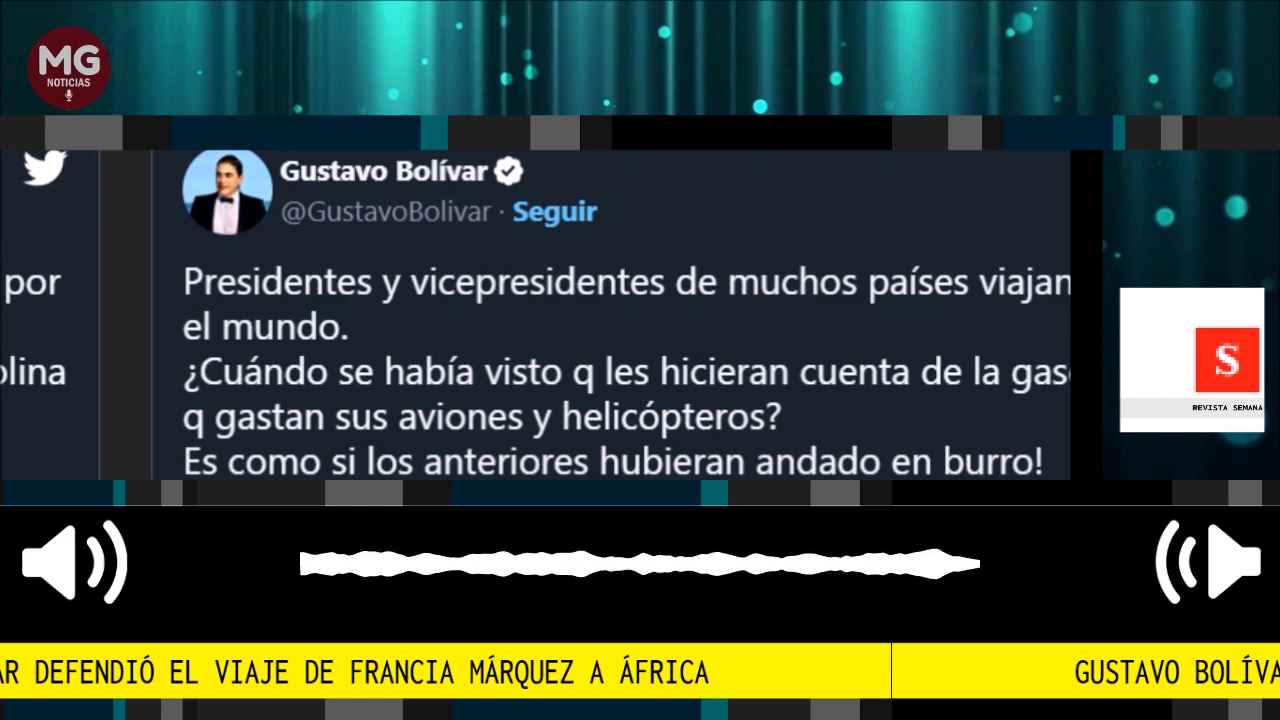 MG
NOTICIAS
Gustavo Bolívar
@GustavoBolivar · Seguir
por
olina
Presidentes y vicepresidentes de muchos países viajan
el mundo.
¿Cuándo se había visto q les hicieran cuenta de la gas
q gastan sus aviones y helicópteros?
Es como si los anteriores hubieran andado en burro!
S
REVISTA SEMANA
AR DEFENDIÓ EL VIAJE DE FRANCIA MÁRQUEZ A ÁFRICA
GUSTAVO BOLÍVA